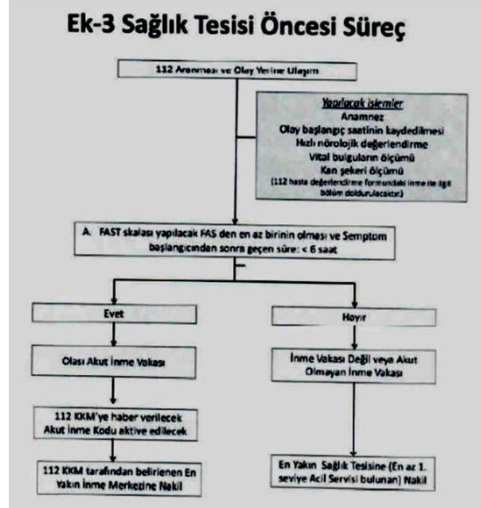 Ek-3 Sağlık Tesisi Öncesi Süreç
112 Aranması ve Olay Yerine Ulaşım
Yapılacak işlemler
Anamnez
Olay başlangıç saatinin kaydedilmesi
Hızlı nörolojik değerlendirme
Vital bulguların ölçümü
Kan şekeri ölçümü
(112 hasta değerlendirme formundaki inme ile ilgili
bölüm doldurulacaktır.)
A. FAST skalası yapılacak FAS den en az birinin olması ve Semptom
başlangıcından sonra geçen süre: < 6 saat
Evet
Hayır
Olası Akut İnme Vakası
İnme Vakası Değil veya Akut
Olmayan İnme Vakası
112 KKM'ye haber verilecek
Akut İnme Kodu aktive edilecek
112 KKM tarafından belirlenen En
Yakın İnme Merkezine Nakil
En Yakın Sağlık Tesisine (En az 1.
seviye Acil Servisi bulunan) Nakil